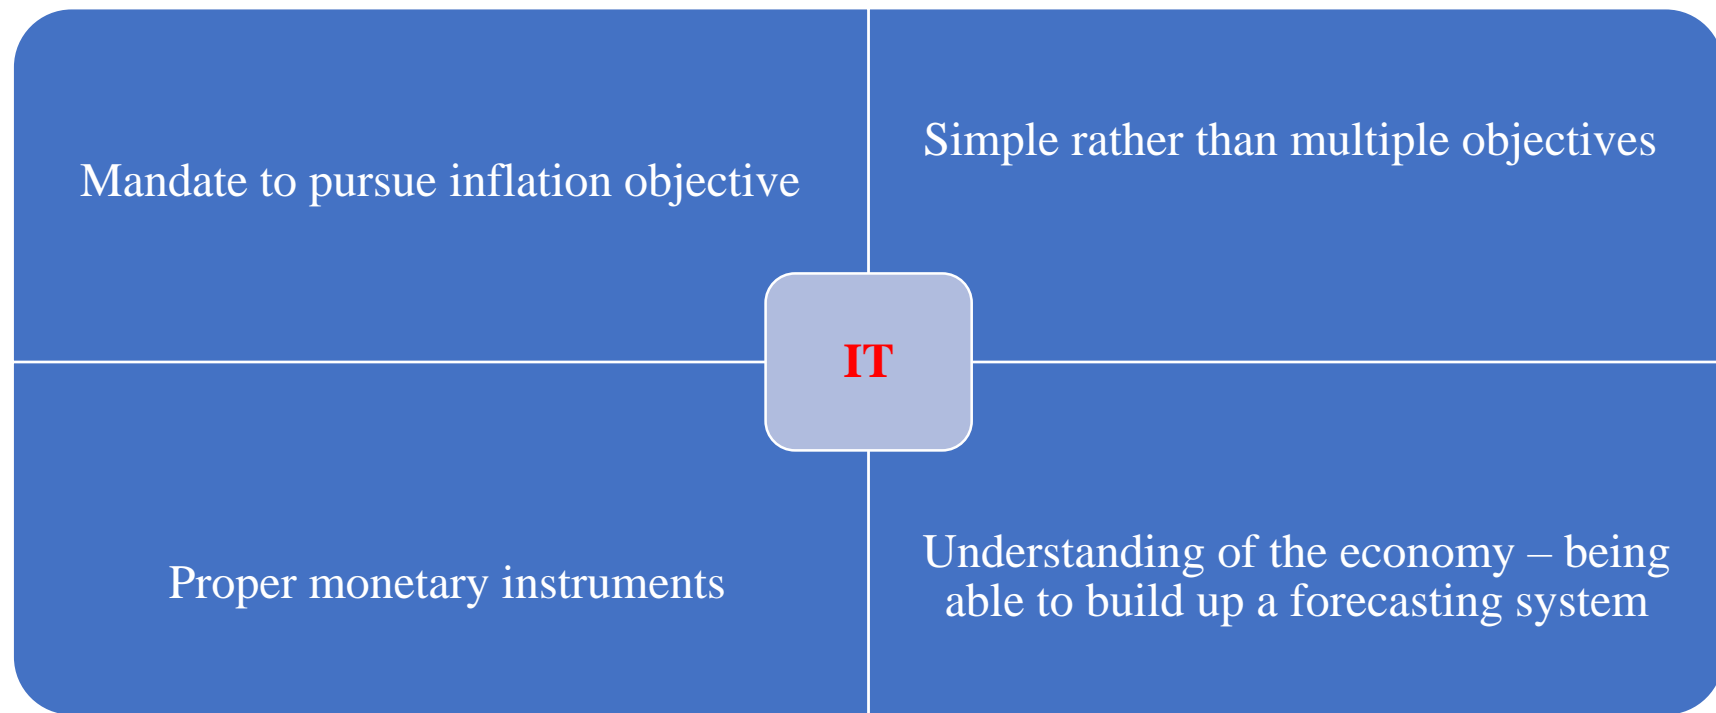 Mandate to pursue inflation objective
Simple rather than multiple objectives
IT
Proper monetary instruments
Understanding of the economy – being
able to build up a forecasting system